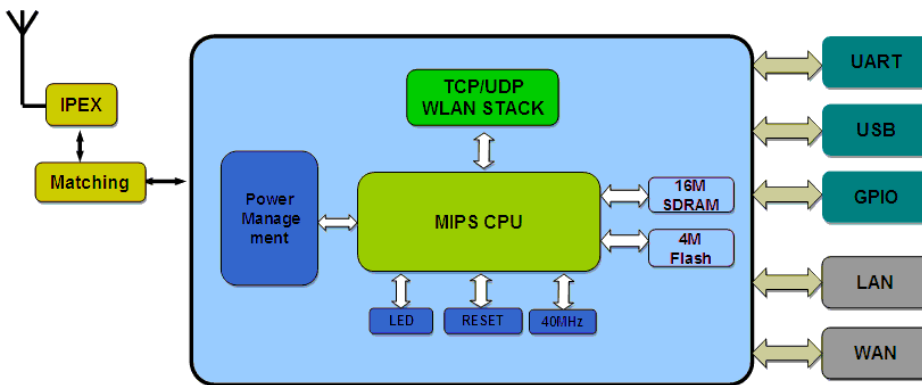 IPEX
Matching
TCP/UDP
WLAN STACK
Power
Manage
ment
MIPS CPU
16M
SDRAM
4M
Flash
LED
RESET
40MHz
UART
USB
GPIO
LAN
WAN